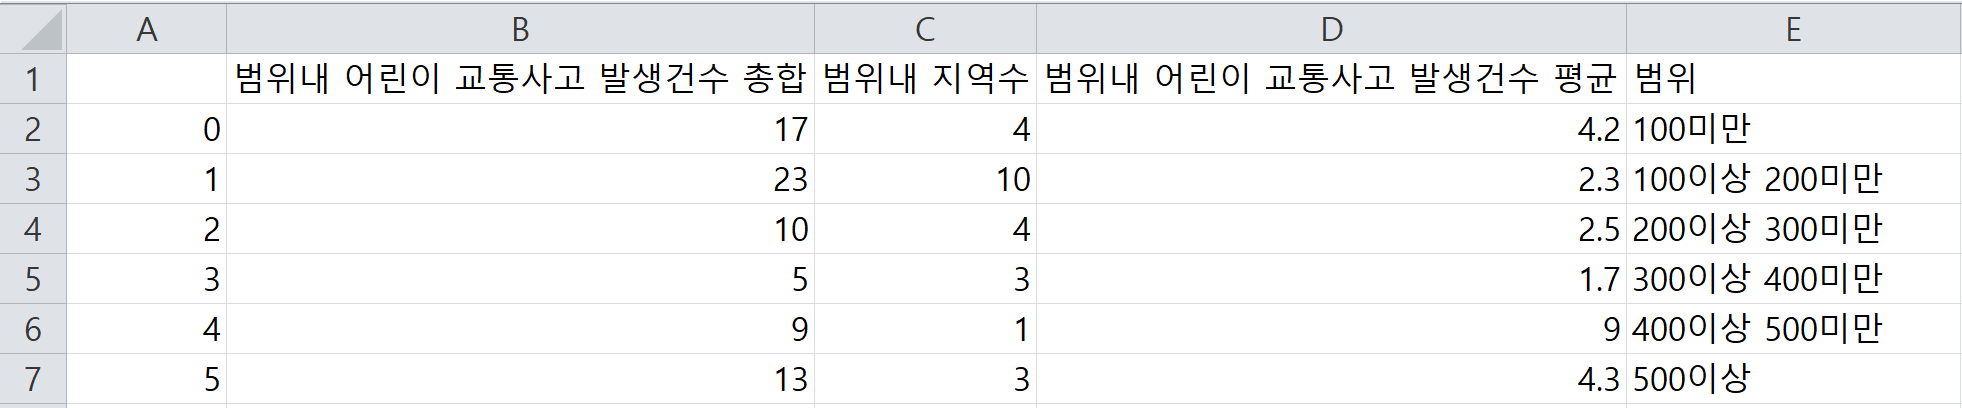 A B C D E
1 범위내 어린이 교통사고 발생건수 총합 범위내 지역수 범위내 어린이 교통사고 발생건수 평균 범위
2 0 17 4 4.2 100미만
3 1 23 10 2.3 100이상 200미만
4 2 10 4 2.5 200이상 300미만
5 3 5 3 1.7 300이상 400미만
6 4 9 1 9 400이상 500미만
7 5 13 3 4.3 500이상